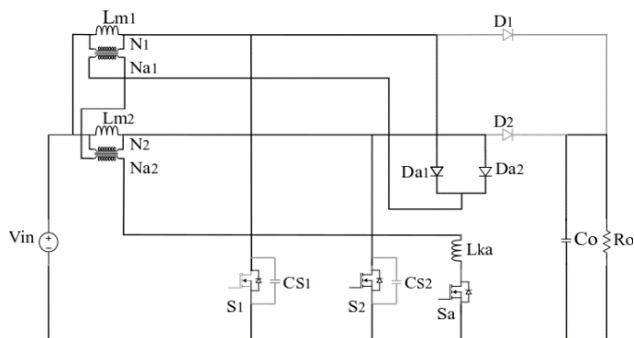 Lm1
D1
N1
Na1
Lm2
D2
N2
Na2
Da1
Da2
Vin
Lka
Co
Ro
CS1
CS2
S1
S2
Sa